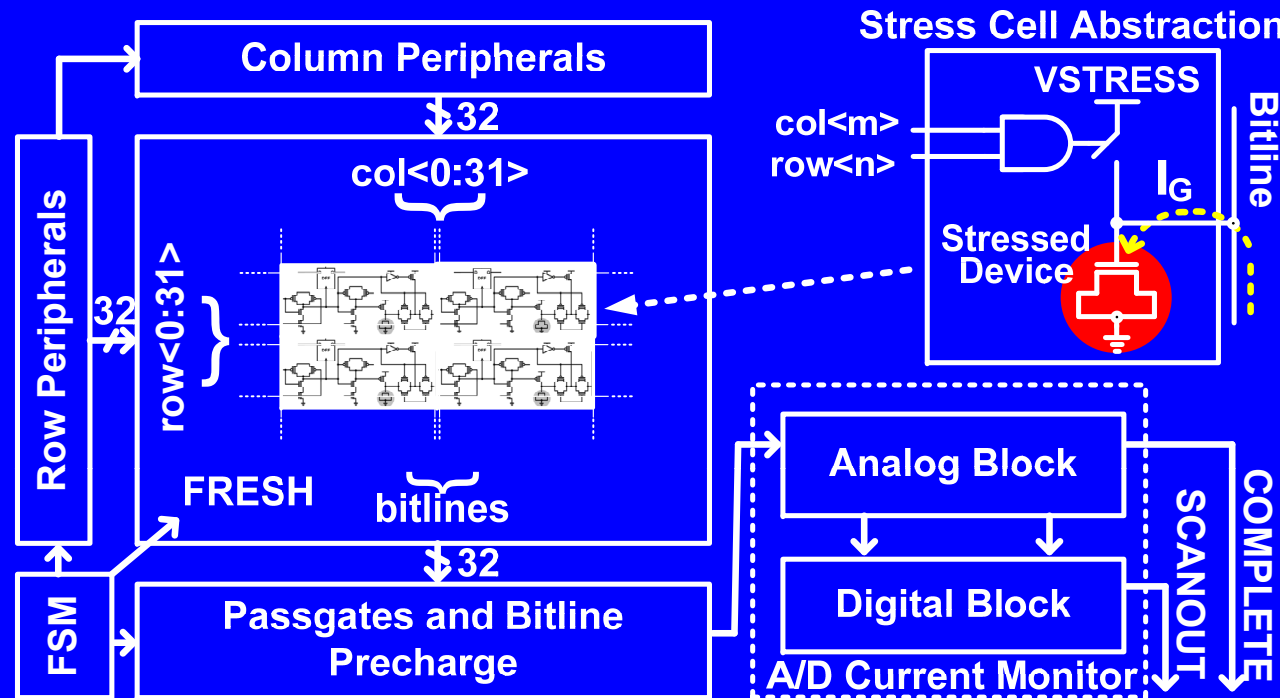 Stress Cell Abstraction
Column Peripherals
VSTRESS
32
col<m>
row<n>
Bitline
col<0:31>
IG
Stressed
Device
Row Peripherals
32
row<0:31>
Analog Block
FRESH
bitlines
32
SCANOUT
COMPLETE
FSM
Passgates and Bitline
Precharge
Digital Block
A/D Current Monitor